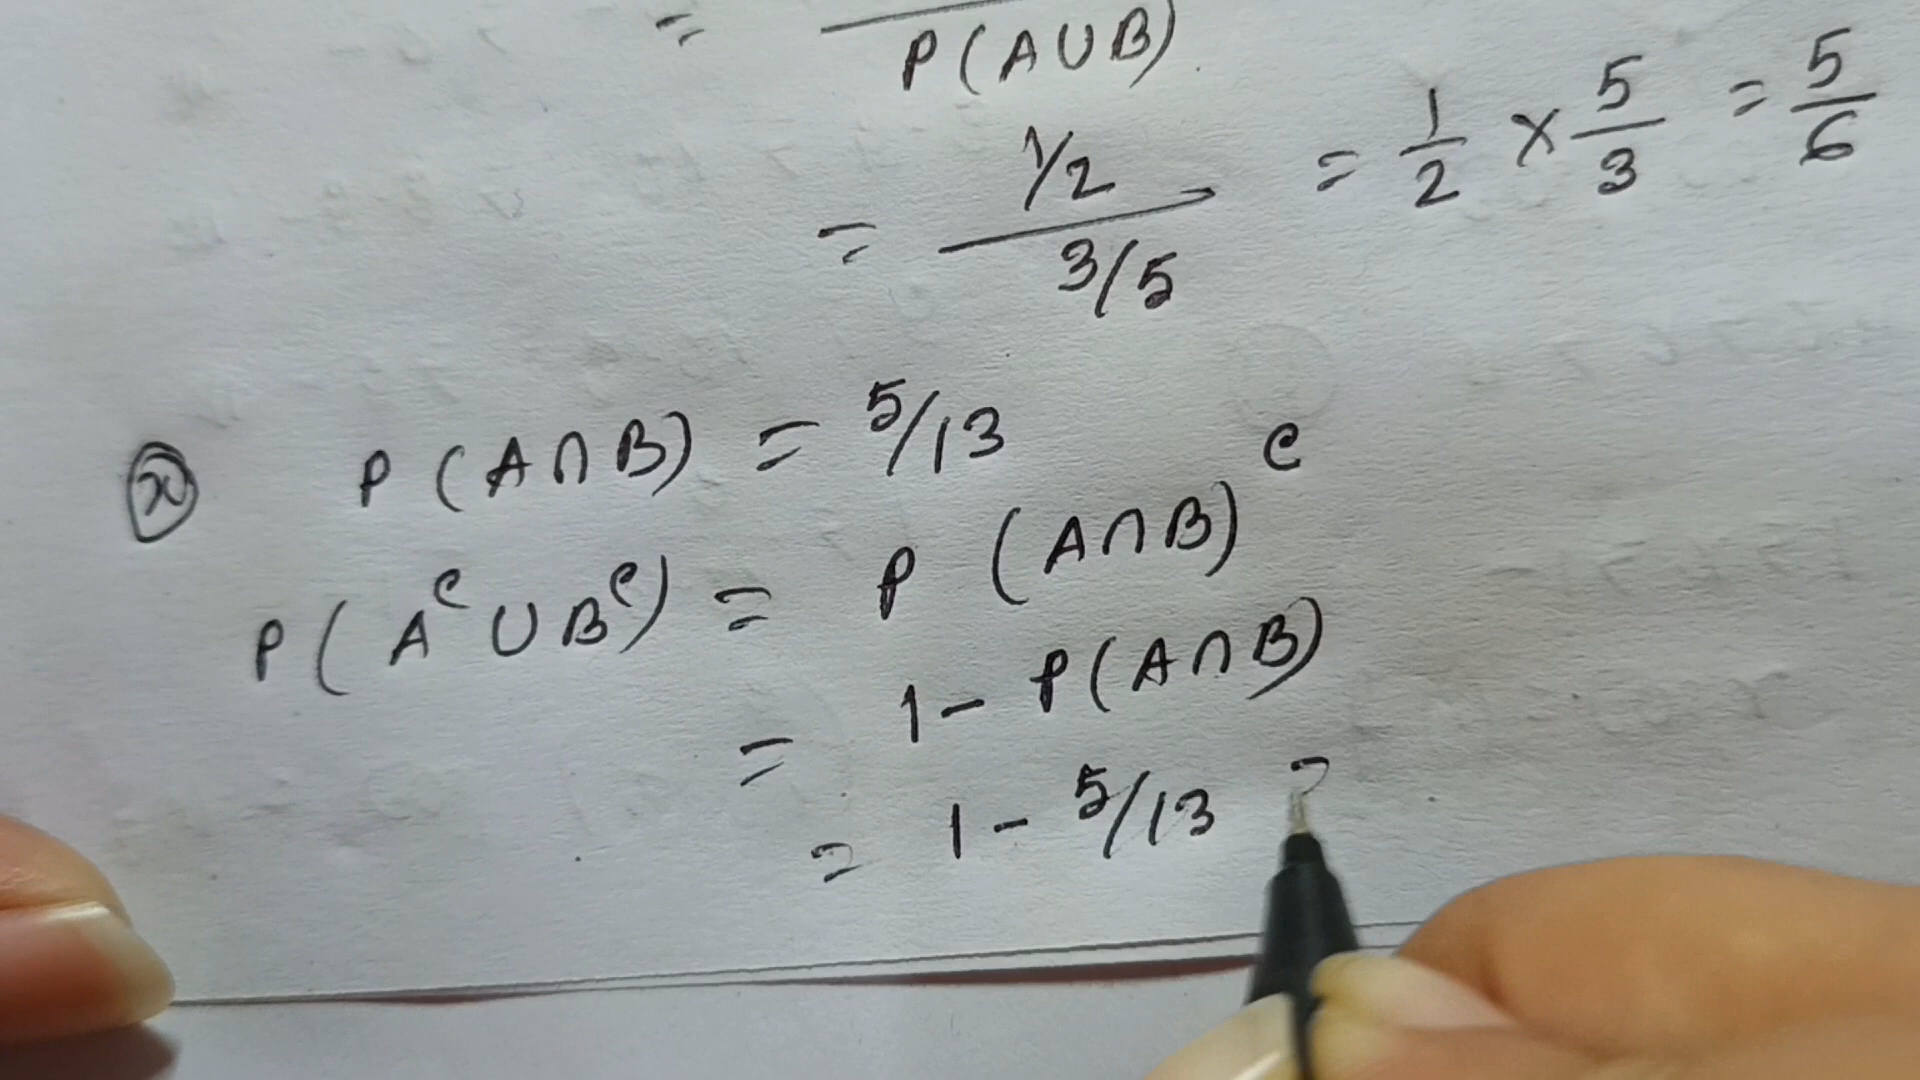 = P(A∪B)
= 1/2 / 3/5 = 1/2 × 5/3 = 5/6
(x) P(A∩B) = 5/13
P(A^c ∪ B^c) = P(A∩B)^c
= 1 - P(A∩B)
= 1 - 5/13 =